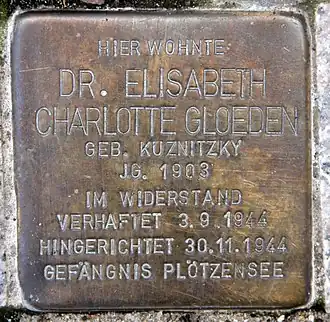 HIER WOHNTE
DR. ELISABETH
CHARLOTTE GLOEDEN
GEB. KUZNITZKY
JG. 1903
IM WIDERSTAND
VERHAFTET 3.9.1944
HINGERICHTET 30.11.1944
GEFÄNGNIS PLÖTZENSEE